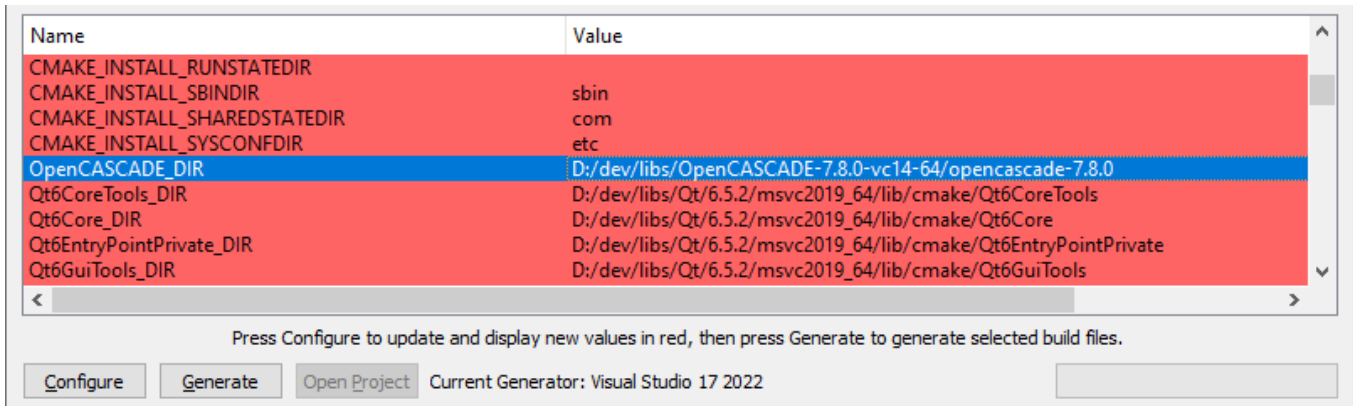 Name Value
CMAKE_INSTALL_RUNSTATEDIR
CMAKE_INSTALL_SBINDIR sbin
CMAKE_INSTALL_SHAREDSTATEDIR com
CMAKE_INSTALL_SYSCONFDIR etc
OpenCASCADE_DIR D:/dev/libs/OpenCASCADE-7.8.0-vc14-64/opencascade-7.8.0
Qt6CoreTools_DIR D:/dev/libs/Qt/6.5.2/msvc2019_64/lib/cmake/Qt6CoreTools
Qt6Core_DIR D:/dev/libs/Qt/6.5.2/msvc2019_64/lib/cmake/Qt6Core
Qt6EntryPointPrivate_DIR D:/dev/libs/Qt/6.5.2/msvc2019_64/lib/cmake/Qt6EntryPointPrivate
Qt6GuiTools_DIR D:/dev/libs/Qt/6.5.2/msvc2019_64/lib/cmake/Qt6GuiTools
Press Configure to update and display new values in red, then press Generate to generate selected build files.
Configure Generate Open Project Current Generator: Visual Studio 17 2022